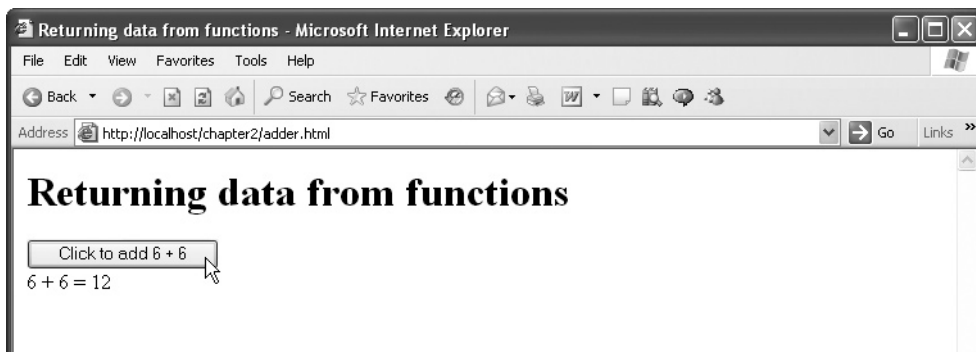 Returning data from functions - Microsoft Internet Explorer
File Edit View Favorites Tools Help
Back Search Favorites W
Address http://localhost/chapter2/adder.html Go Links »
Returning data from functions
Click to add 6 + 6
6 + 6 = 12